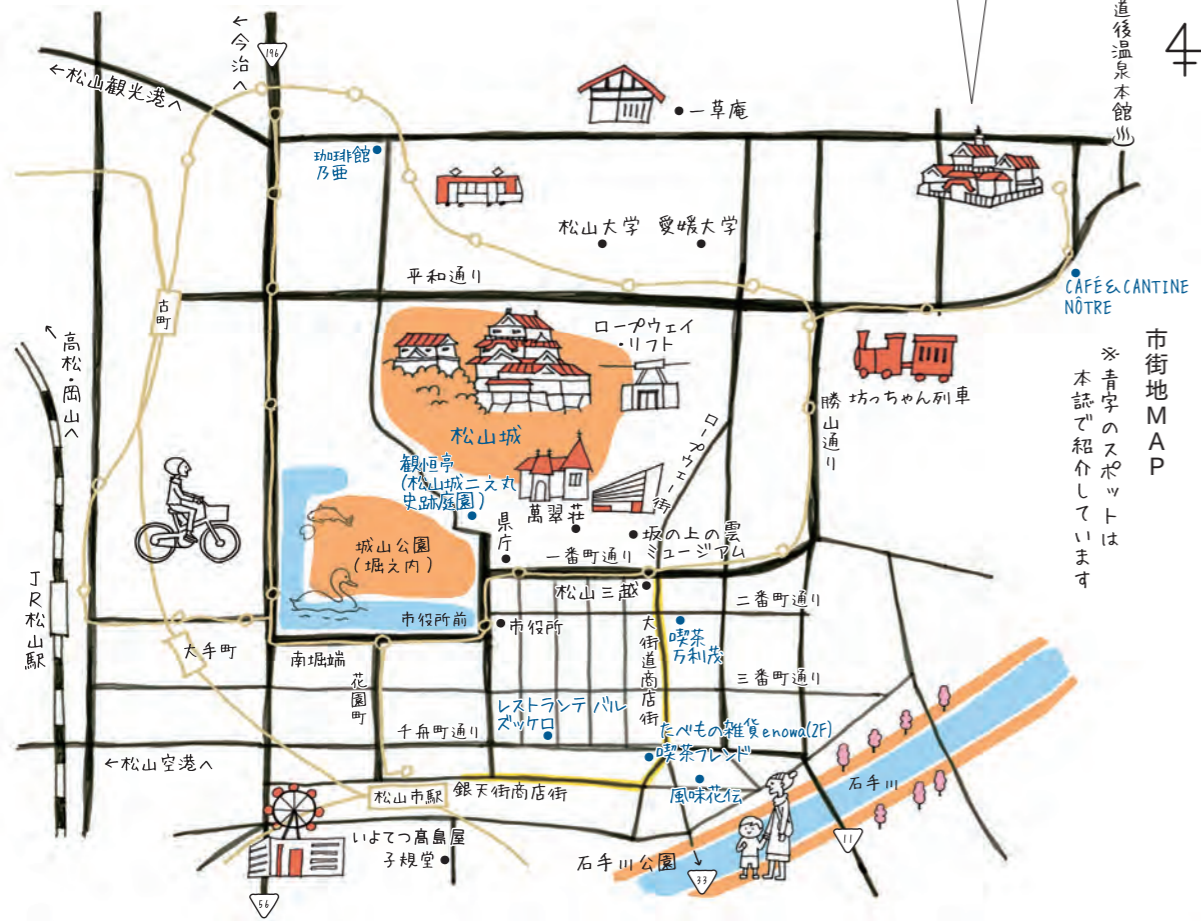 4
道後温泉本館
市街地MAP
※青字のスポットは
本誌で紹介しています
←今治へ
196
←松山観光港へ
一草庵
珈琲館
乃亜
松山大学
愛媛大学
平和通り
CAFÉ & CANTINE
NÔTRE
古町
↑高松・岡山へ
ロープウェイ
・リフト
坊っちゃん列車
勝山通り
ロープウェー街
松山城
観恒亭
(松山城二之丸
史跡庭園)
萬翠荘
県庁
坂の上の雲
ミュージアム
城山公園
(堀之内)
一番町通り
松山三越
二番町通り
JR松山駅
市役所前
市役所
大街道商店街
喫茶
万利茂
大手町
南堀端
花園町
三番町通り
レストランテ バル
ズッケロ
千舟町通り
たべもの雑貨enowa(2F)
喫茶フレンド
←松山空港へ
風味花伝
石手川
松山市駅
銀天街商店街
いよてつ髙島屋
子規堂
石手川公園
11
33
56